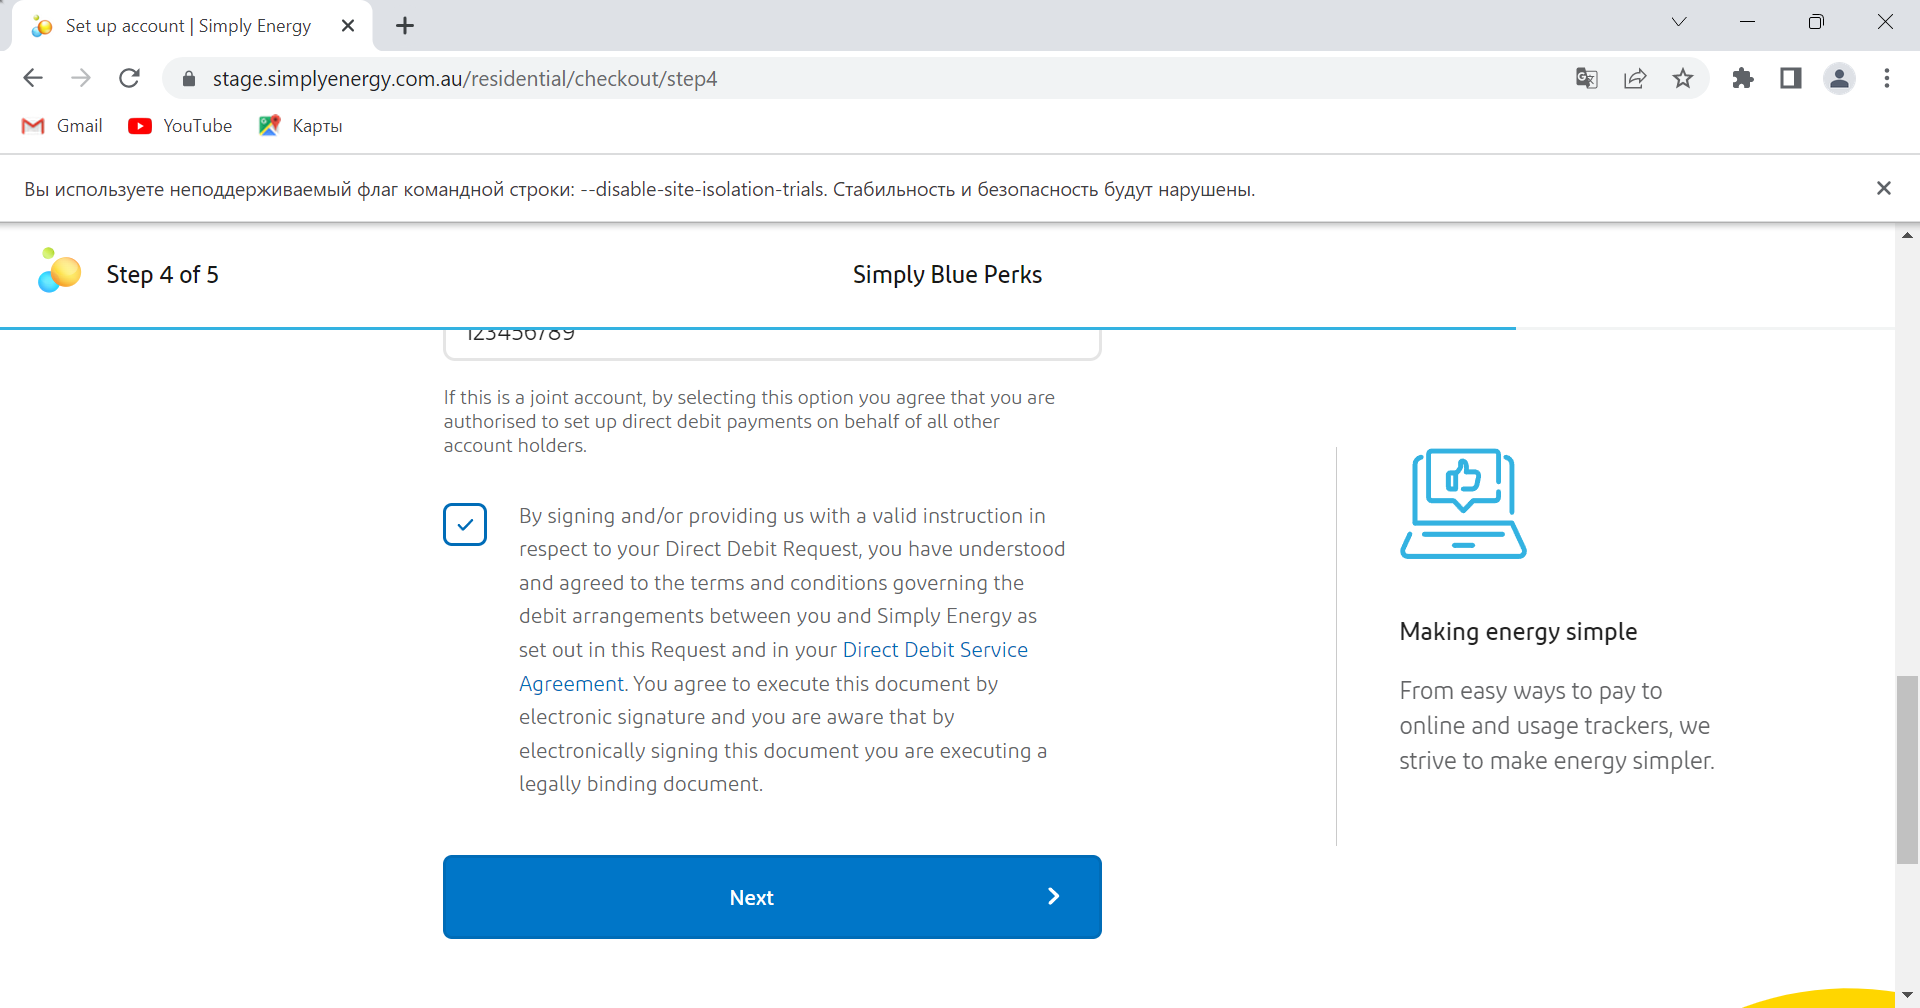 Set up account | Simply Energy
stage.simplyenergy.com.au/residential/checkout/step4
Gmail YouTube Карты
Вы используете неподдерживаемый флаг командной строки: --disable-site-isolation-trials. Стабильность и безопасность будут нарушены.
Step 4 of 5
Simply Blue Perks
123456789
If this is a joint account, by selecting this option you agree that you are
authorised to set up direct debit payments on behalf of all other
account holders.
By signing and/or providing us with a valid instruction in
respect to your Direct Debit Request, you have understood
and agreed to the terms and conditions governing the
debit arrangements between you and Simply Energy as
set out in this Request and in your Direct Debit Service
Agreement. You agree to execute this document by
electronic signature and you are aware that by
electronically signing this document you are executing a
legally binding document.
Next
Making energy simple
From easy ways to pay to
online and usage trackers, we
strive to make energy simpler.